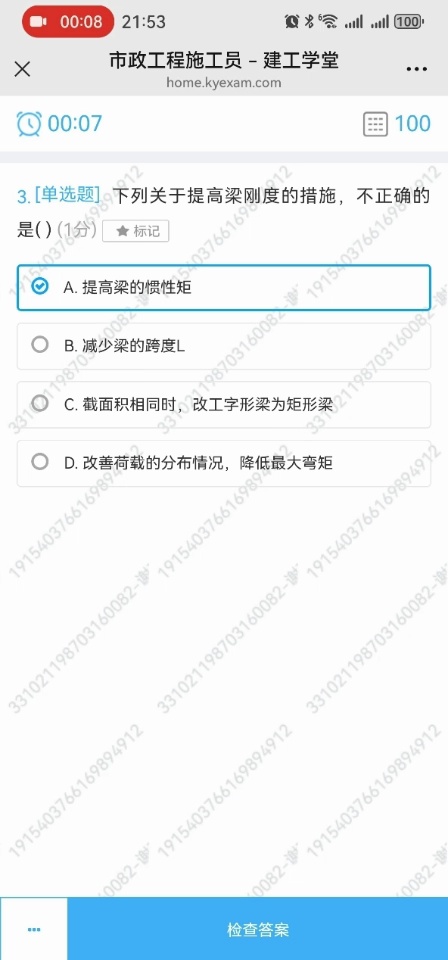 00:08 21:53 100
市政工程施工员 – 建工学堂
home.kyexam.com
00:07 100
3.[单选题] 下列关于提高梁刚度的措施，不正确的
是( ) (1分) ★ 标记
A. 提高梁的惯性矩
B. 减少梁的跨度L
C. 截面积相同时，改工字形梁为矩形梁
D. 改善荷载的分布情况，降低最大弯矩
检查答案